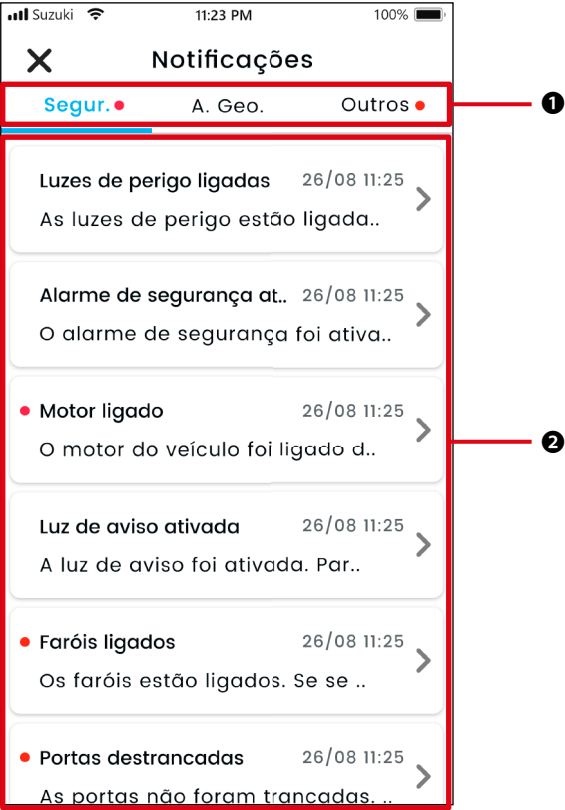 Suzuki 11:23 PM 100%
Notificações
Segur. A. Geo. Outros
❶
Luzes de perigo ligadas 26/08 11:25
As luzes de perigo estão ligada..
Alarme de segurança at.. 26/08 11:25
O alarme de segurança foi ativa..
Motor ligado 26/08 11:25
O motor do veículo foi ligado d..
❷
Luz de aviso ativada 26/08 11:25
A luz de aviso foi ativada. Par..
Faróis ligados 26/08 11:25
Os faróis estão ligados. Se se ..
Portas destrancadas 26/08 11:25
As portas não foram trancadas. ..